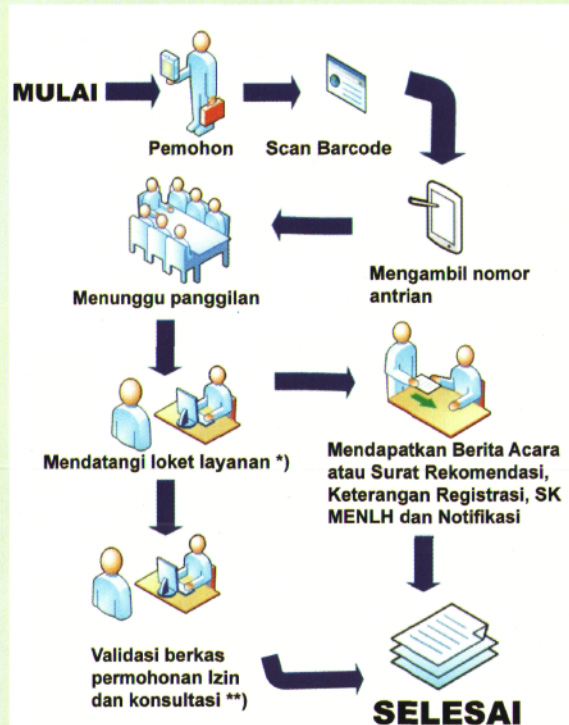 MULAI
Pemohon
Scan Barcode
Mengambil nomor
antrian
Menunggu panggilan
Mendatangi loket layanan *)
Mendapatkan Berita Acara
atau Surat Rekomendasi,
Keterangan Registrasi, SK
MENLH dan Notifikasi
Validasi berkas
permohonan Izin
dan konsultasi **)
SELESAI